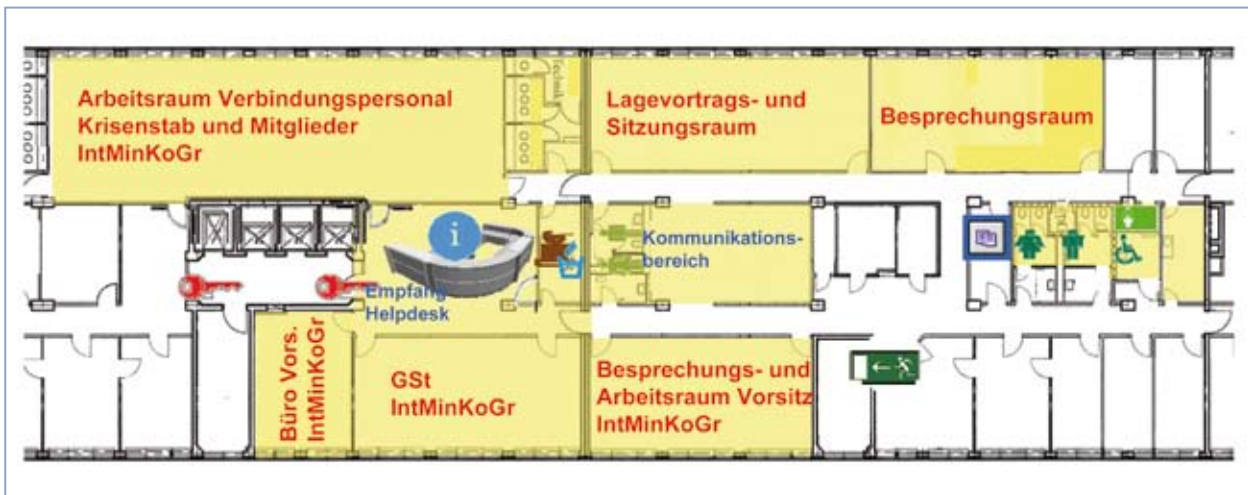 Arbeitsraum Verbindungspersonal
Krisenstab und Mitglieder
IntMinKoGr
Technik
Lagevortrags- und
Sitzungsraum
Besprechungsraum
i
Kommunikations-
bereich
Empfang
Helpdesk
Büro Vors.
IntMinKoGr
GSt
IntMinKoGr
Besprechungs- und
Arbeitsraum Vorsitz
IntMinKoGr